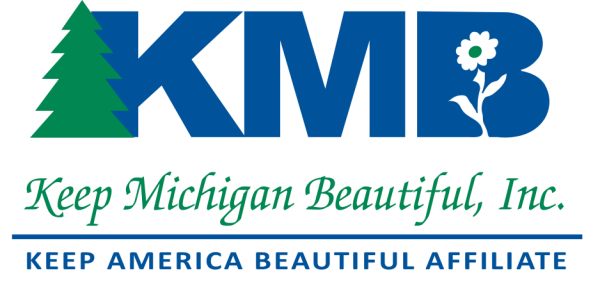 KMB
Keep Michigan Beautiful, Inc.
KEEP AMERICA BEAUTIFUL AFFILIATE